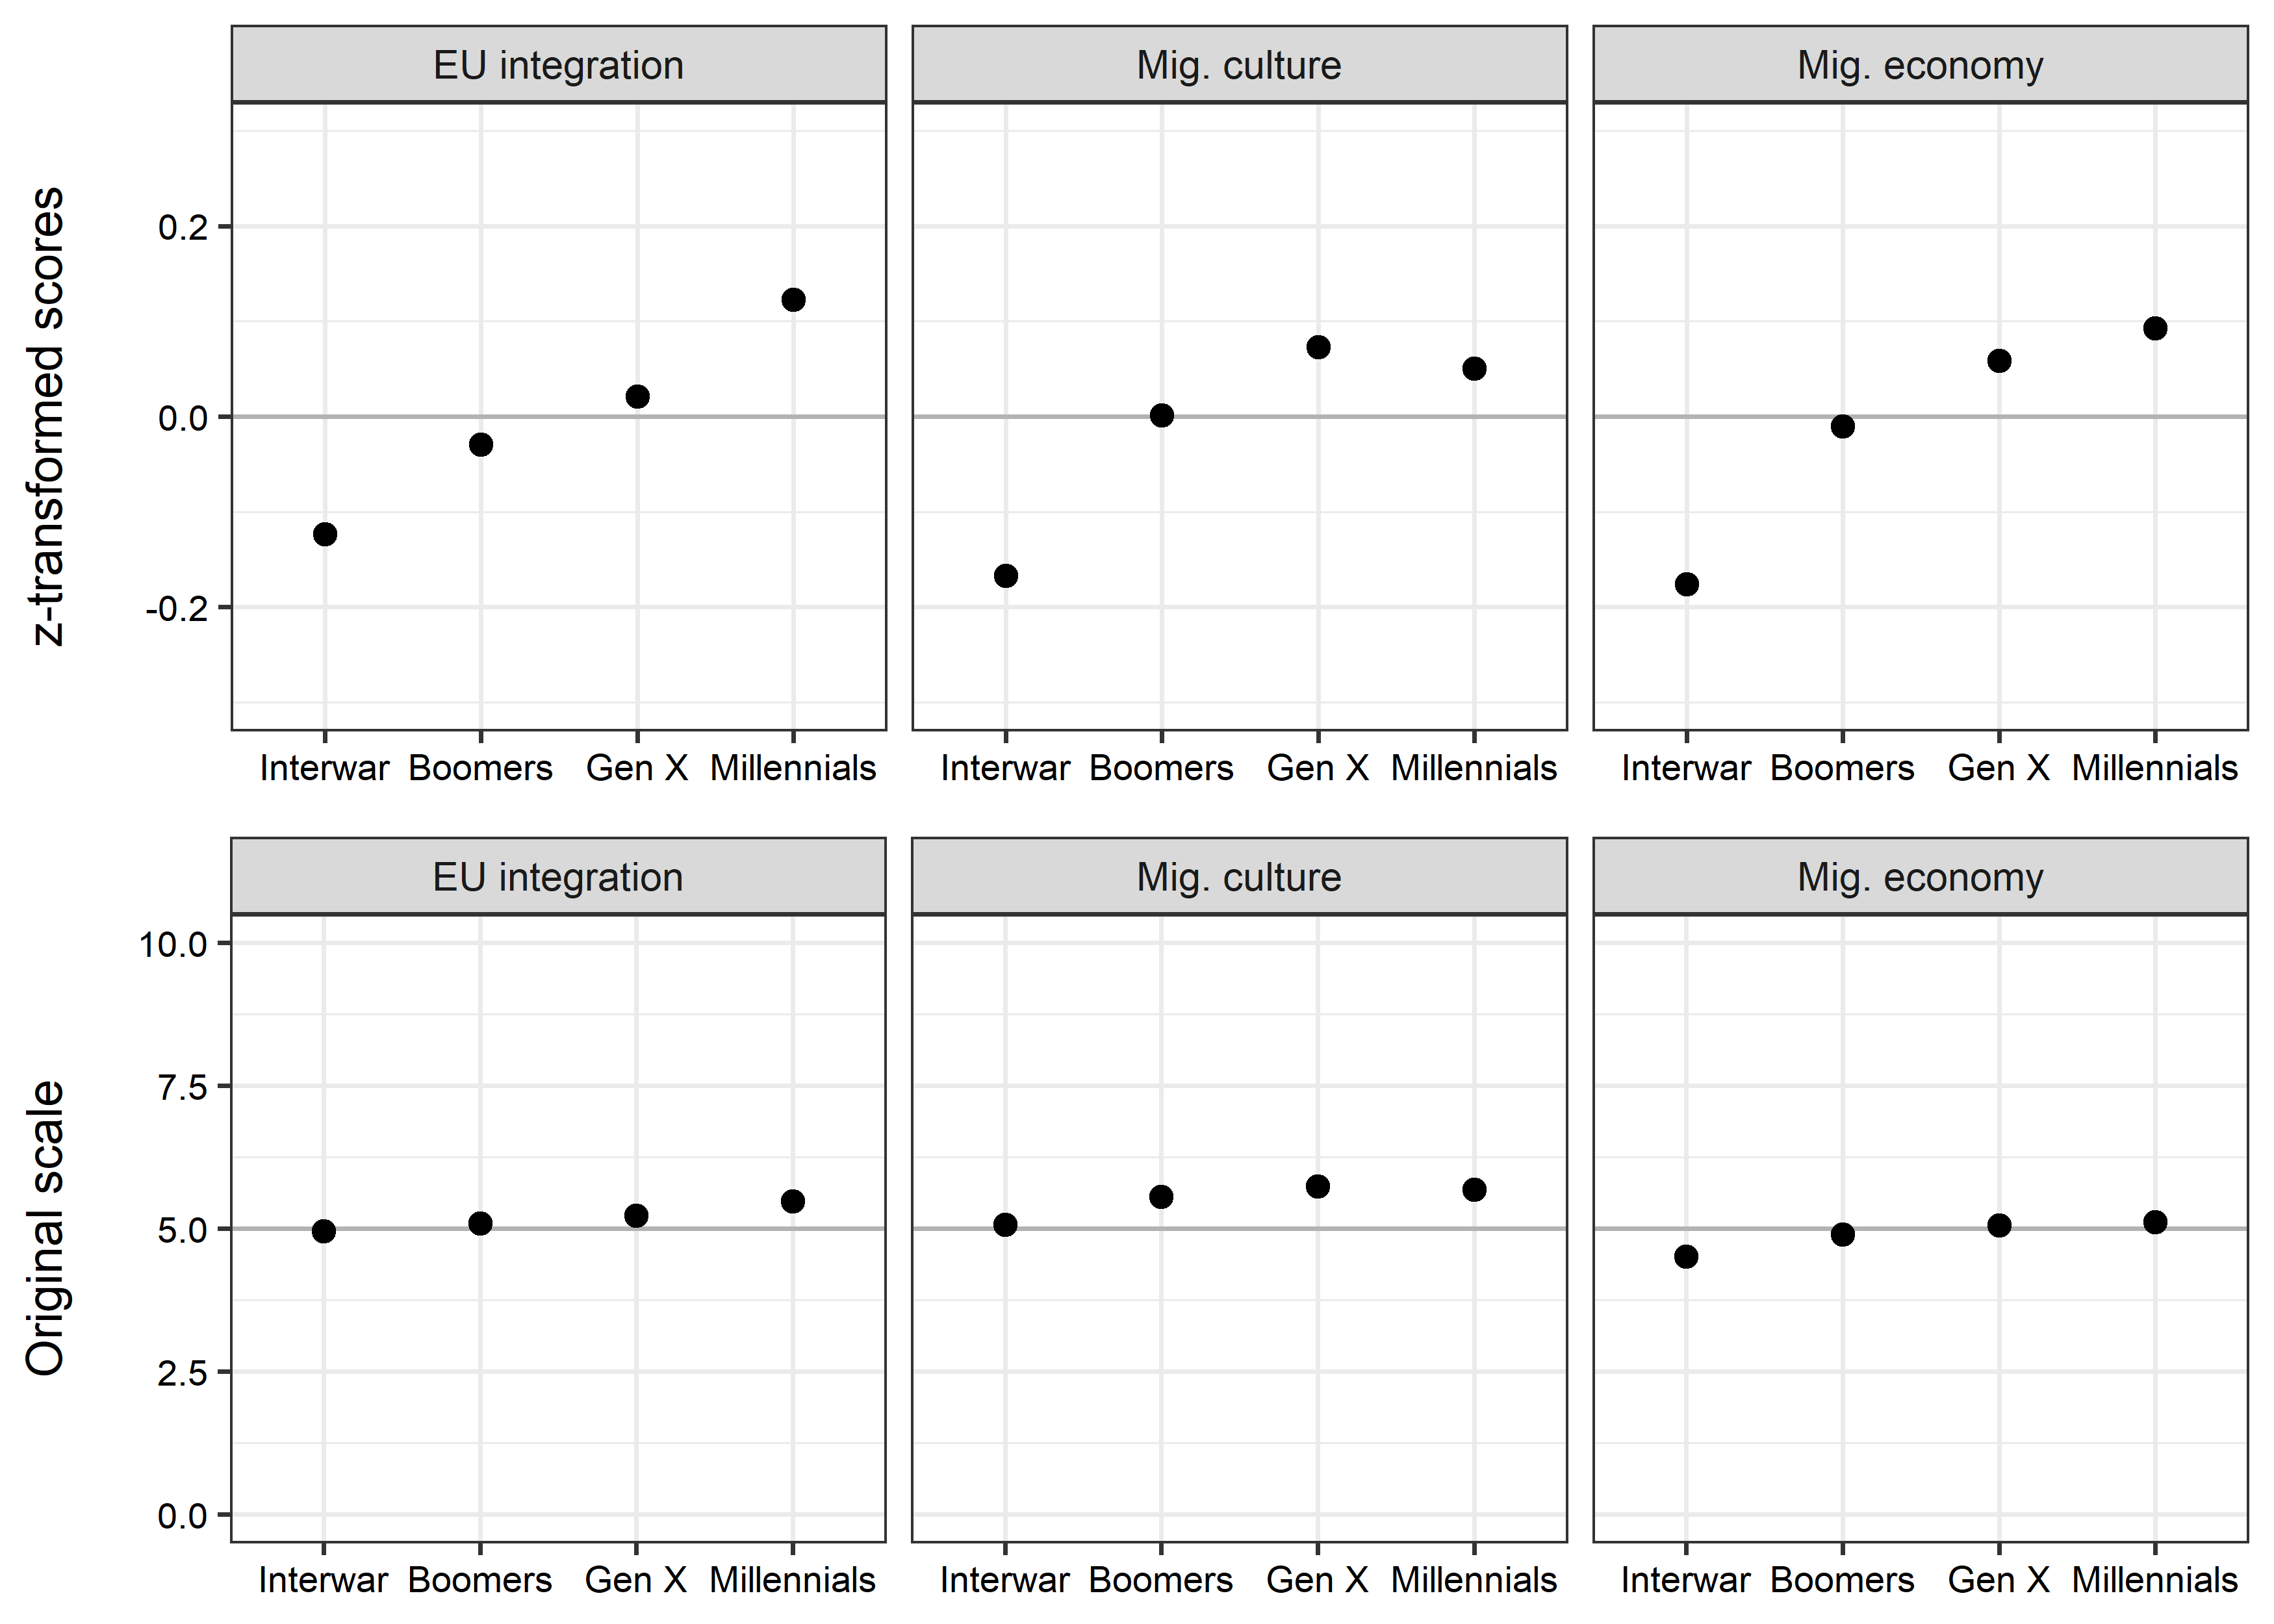 EU integration Mig. culture Mig. economy
z-transformed scores
0.2
0.0
-0.2
Interwar Boomers Gen X Millennials Interwar Boomers Gen X Millennials Interwar Boomers Gen X Millennials
EU integration Mig. culture Mig. economy
Original scale
10.0
7.5
5.0
2.5
0.0
Interwar Boomers Gen X Millennials Interwar Boomers Gen X Millennials Interwar Boomers Gen X Millennials